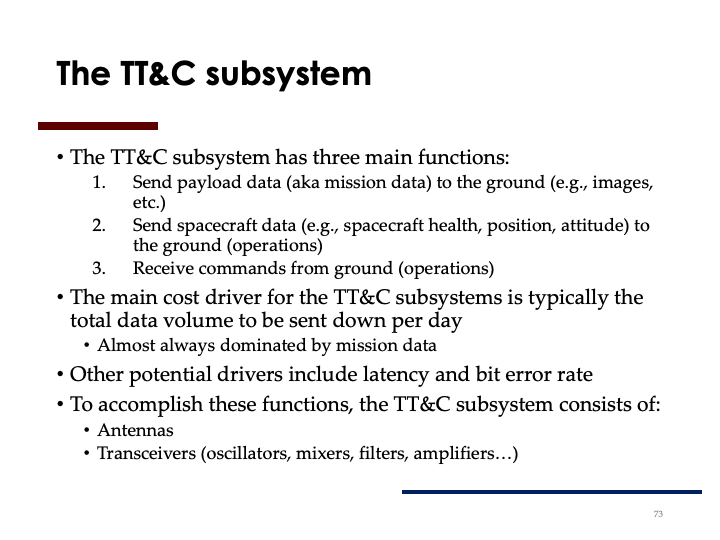 The TT&C subsystem
• The TT&C subsystem has three main functions:
1. Send payload data (aka mission data) to the ground (e.g., images,
etc.)
2. Send spacecraft data (e.g., spacecraft health, position, attitude) to
the ground (operations)
3. Receive commands from ground (operations)
• The main cost driver for the TT&C subsystems is typically the
total data volume to be sent down per day
• Almost always dominated by mission data
• Other potential drivers include latency and bit error rate
• To accomplish these functions, the TT&C subsystem consists of:
• Antennas
• Transceivers (oscillators, mixers, filters, amplifiers…)
73